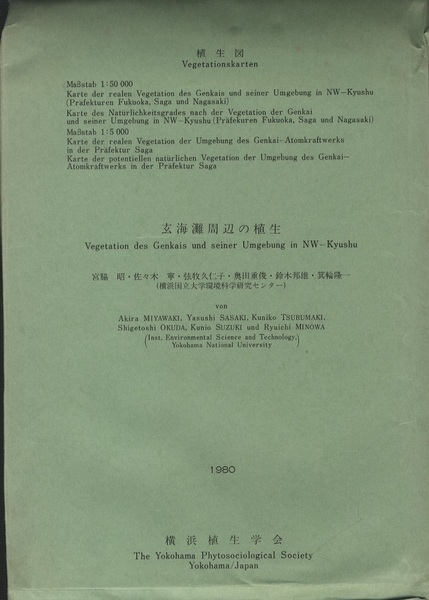 植生図
Vegetationskarten
Maßstab 1:50 000
Karte der realen Vegetation des Genkais und seiner Umgebung in NW-Kyushu
(Präfekturen Fukuoka, Saga und Nagasaki)
Karte des Natürlichkeitsgrades nach der Vegetation der Genkai
und seiner Umgebung in NW-Kyushu (Präfekuren Fukuoka, Saga und Nagasaki)
Maßstab 1:5 000
Karte der realen Vegetation der Umgebung des Genkai-Atomkraftwerks
in der Präfektur Saga
Karte der potentiellen natürlichen Vegetation der Umgebung des Genkai-
Atomkraftwerks in der Präfektur Saga
玄海灘周辺の植生
Vegetation des Genkais und seiner Umgebung in NW-Kyushu
宮脇 昭・佐々木 寧・弦牧久仁子・奥田重俊・鈴木邦雄・箕輪隆一
(横浜国立大学環境科学研究センター)
von
Akira MIYAWAKI, Yasushi SASAKI, Kuniko TSURUMAKI,
Shigetoshi OKUDA, Kunio SUZUKI und Ryuichi MINOWA
(Inst. Environmental Science and Technology,
Yokohama National University)
1980
横浜植生学会
The Yokohama Phytosociological Society
Yokohama/Japan